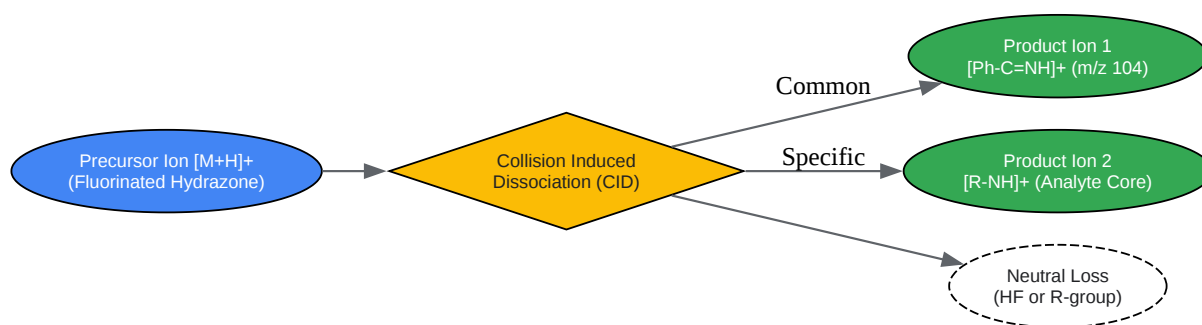 Precursor Ion [M+H]+
(Fluorinated Hydrazone)
Collision Induced
Dissociation (CID)
Common
Specific
Product Ion 1
[Ph-C=NH]+ (m/z 104)
Product Ion 2
[R-NH]+ (Analyte Core)
Neutral Loss
(HF or R-group)